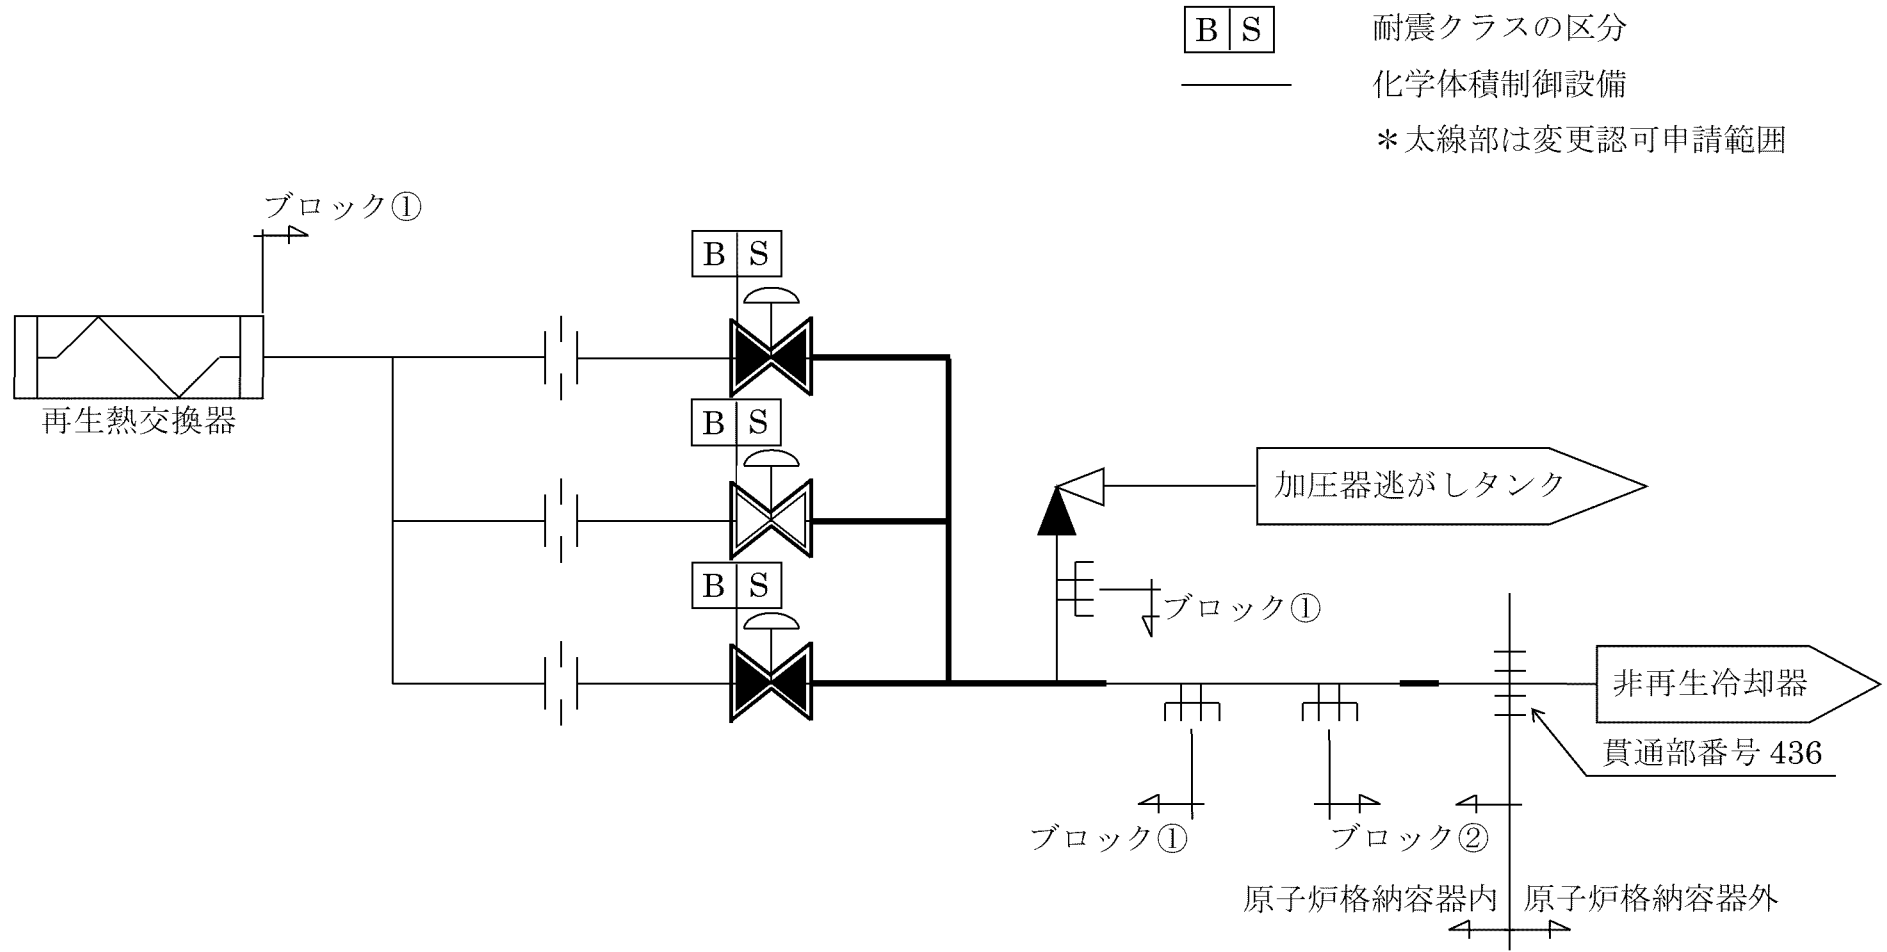 B S 耐震クラスの区分
化学体積制御設備
＊太線部は変更認可申請範囲
ブロック①
B S
再生熱交換器
B S
加圧器逃がしタンク
B S
ブロック①
非再生冷却器
貫通部番号 436
ブロック①
ブロック②
原子炉格納容器内
原子炉格納容器外